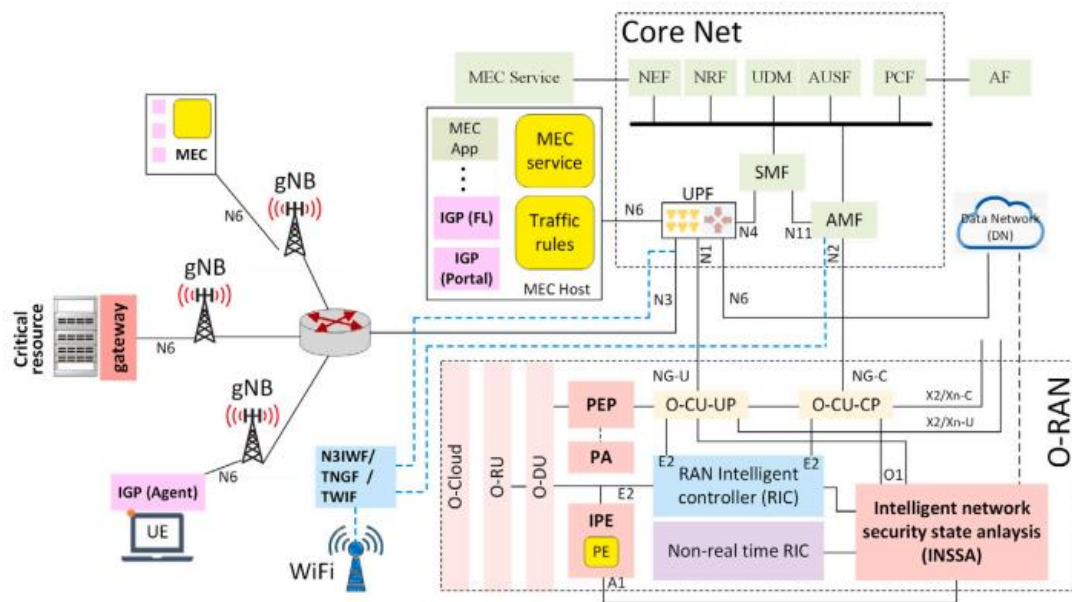 Core Net
MEC Service
NEF
NRF
UDM
AUSF
PCF
AF
MEC
gNB
N6
MEC
App
MEC
service
IGP (FL)
Traffic
rules
IGP
(Portal)
MEC Host
N6
UPF
SMF
N4
N11
AMF
N1
N2
N3
N6
Data Network
(DN)
gNB
Critical
resource
gateway
N6
gNB
N6
IGP (Agent)
UE
N3IWF/
TNGF /
TWIF
WiFi
O-RAN
O-Cloud
O-RU
O-DU
NG-U
NG-C
PEP
O-CU-UP
O-CU-CP
X2/Xn-C
X2/Xn-U
PA
E2
E2
O1
E2
RAN Intelligent
controller (RIC)
IPE
PE
Non-real time RIC
Intelligent network
security state anlaysis
(INSSA)
A1